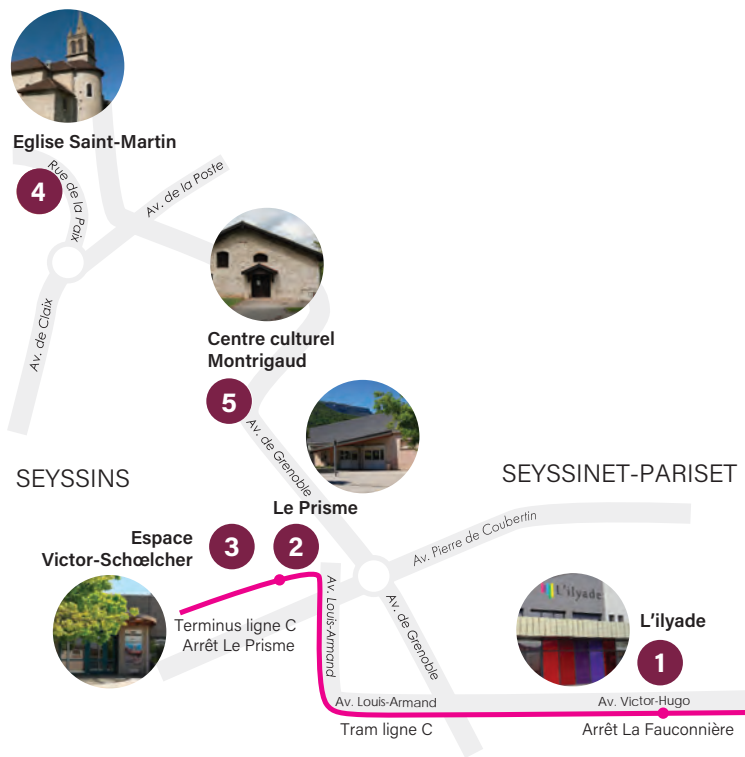 Eglise Saint-Martin
4
Rue de la Paix
Av. de la Poste
Av. de Claix
Centre culturel
Montrigaud
5
Av. de Grenoble
SEYSSINS
SEYSSINET-PARISET
Le Prisme
2
Espace
Victor-Schœlcher
3
Av. Pierre de Coubertin
Terminus ligne C
Arrêt Le Prisme
Av. Louis-Armand
Av. de Grenoble
L'ilyade
L'ilyade
1
Av. Louis-Armand
Av. Victor-Hugo
Tram ligne C
Arrêt La Fauconnière